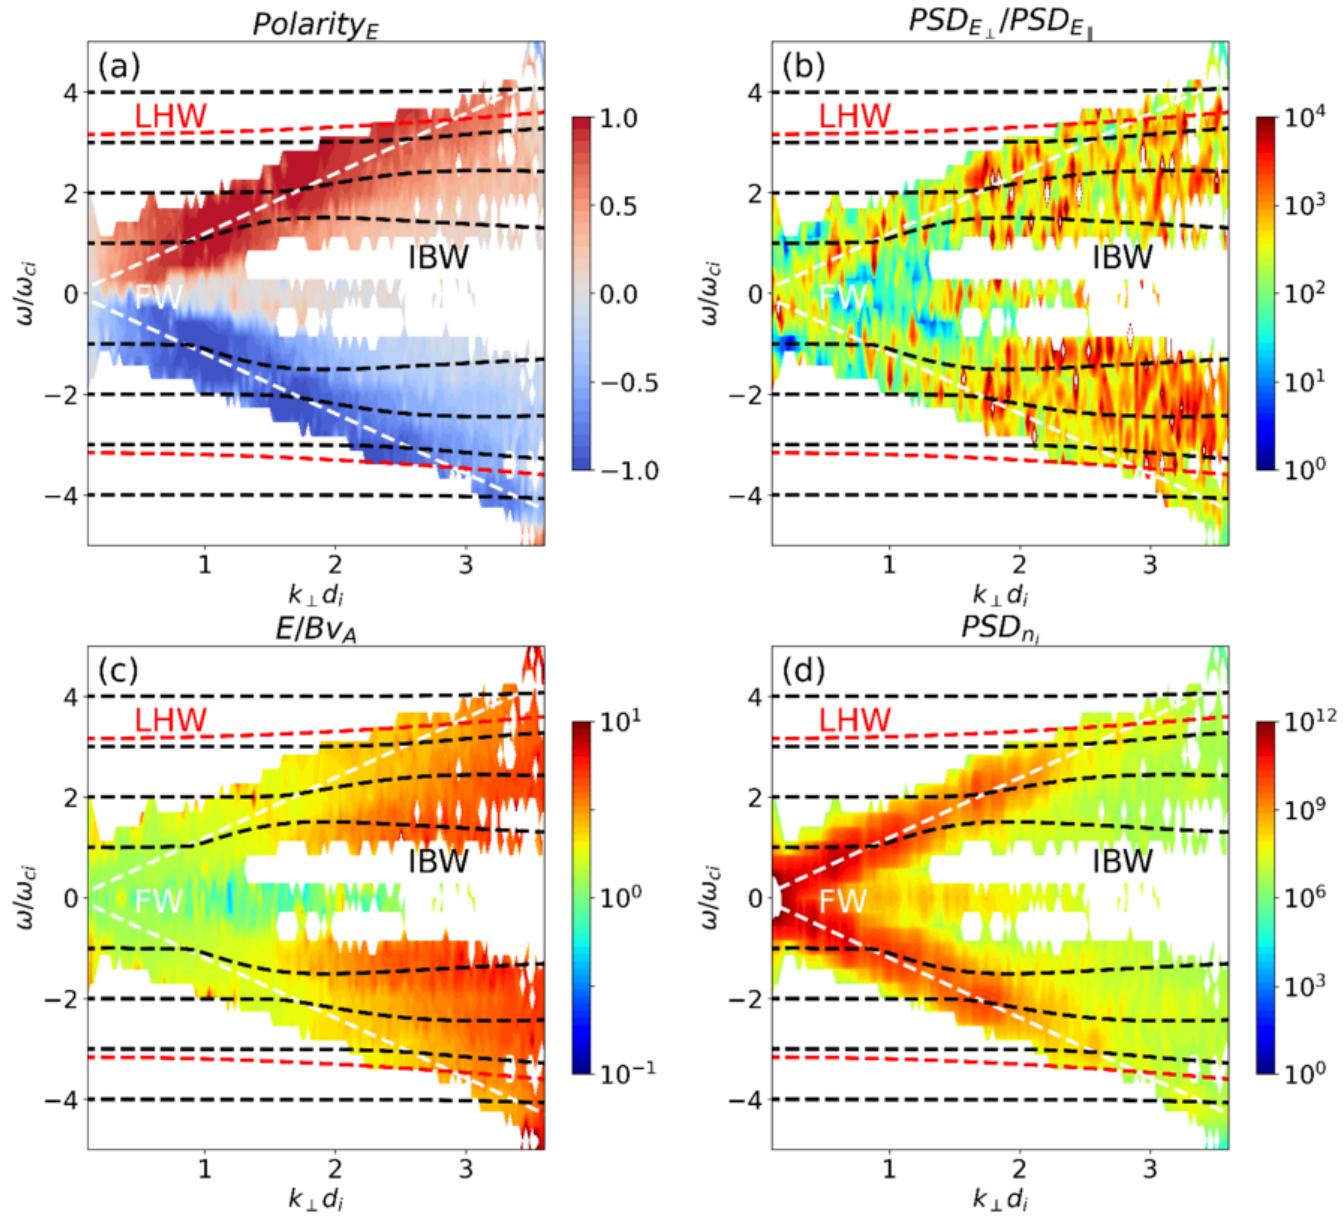 Polarity_E
(a)
LHW
FW
IBW
4
2
0
−2
−4
ω/ω_ci
1 2 3
k_⊥d_i
1.0
0.5
0.0
−0.5
−1.0
PSD_E⊥/PSD_E∥
(b)
LHW
FW
IBW
4
2
0
−2
−4
ω/ω_ci
1 2 3
k_⊥d_i
10^4
10^3
10^2
10^1
10^0
E/Bv_A
(c)
LHW
FW
IBW
4
2
0
−2
−4
ω/ω_ci
1 2 3
k_⊥d_i
10^1
10^0
10^−1
PSD_n_i
(d)
LHW
FW
IBW
4
2
0
−2
−4
ω/ω_ci
1 2 3
k_⊥d_i
10^12
10^9
10^6
10^3
10^0